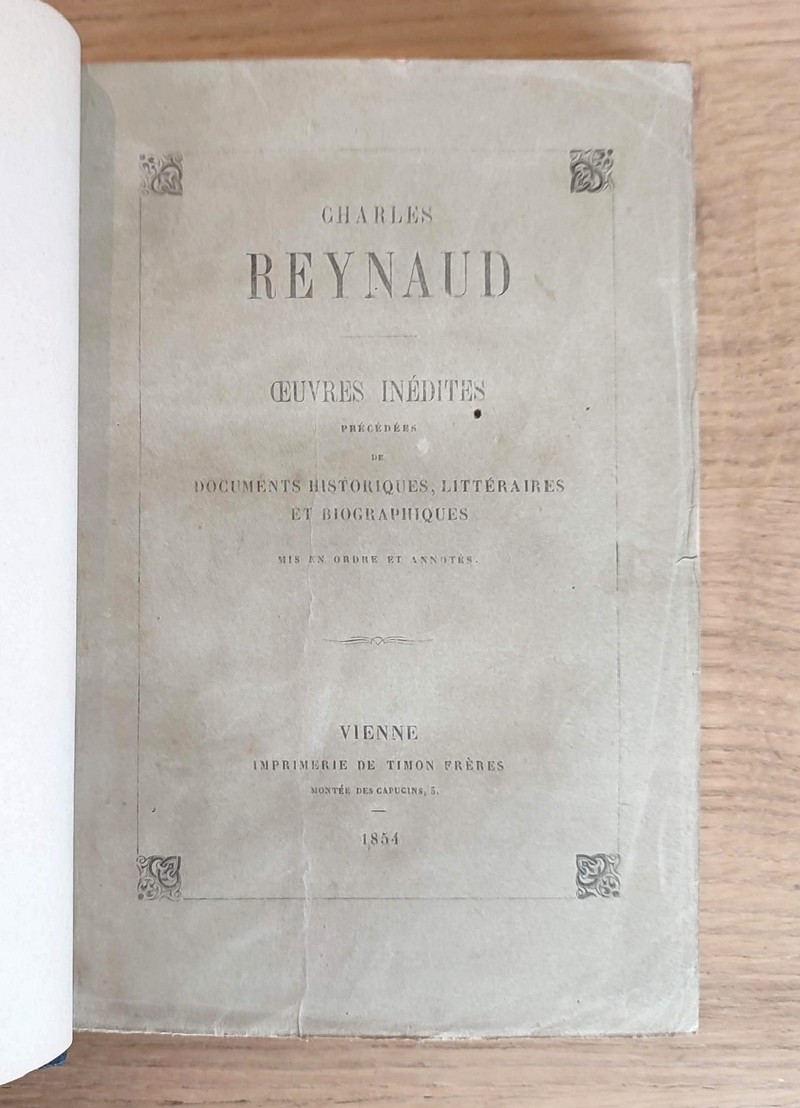 CHARLES
REYNAUD
ŒUVRES INÉDITES
PRÉCÉDÉES
DE
DOCUMENTS HISTORIQUES, LITTÉRAIRES
ET BIOGRAPHIQUES
MIS EN ORDRE ET ANNOTÉS.
VIENNE
IMPRIMERIE DE TIMON FRÈRES
MONTÉE DES CAPUCINS, 5.
1854